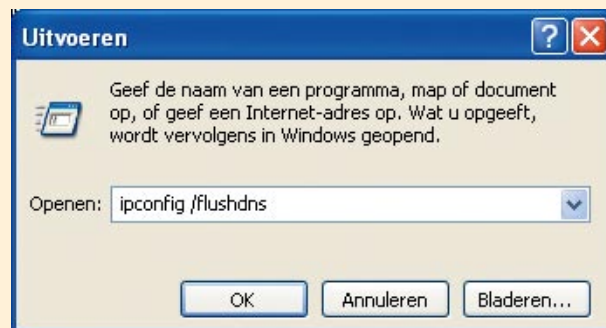 Uitvoeren
Geef de naam van een programma, map of document
op, of geef een Internet-adres op. Wat u opgeeft,
wordt vervolgens in Windows geopend.
Openen: ipconfig /flushdns
OK Annuleren Bladeren...